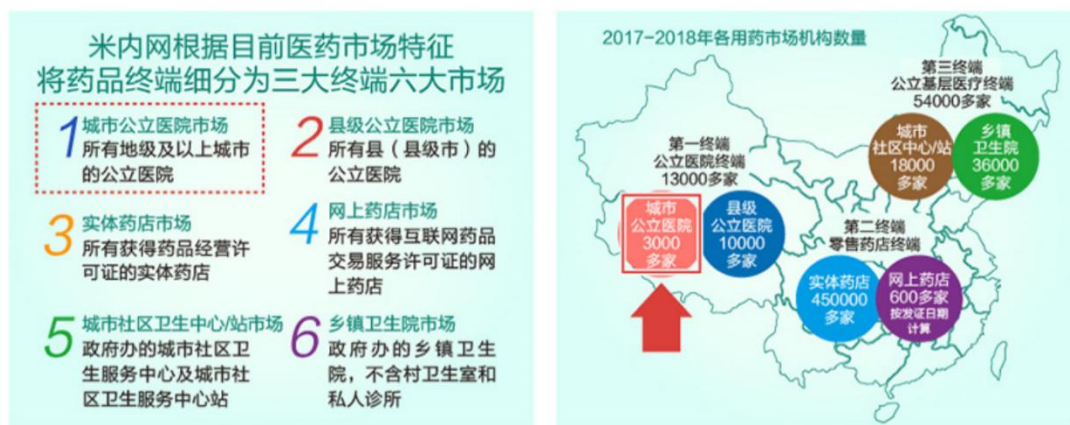 米内网根据目前医药市场特征
将药品终端细分为三大终端六大市场
1
城市公立医院市场
所有地级及以上城市
的公立医院
2
县级公立医院市场
所有县（县级市）的
公立医院
3
实体药店市场
所有获得药品经营许
可证的实体药店
4
网上药店市场
所有获得互联网药品
交易服务许可证的网
上药店
5
城市社区卫生中心/站市场
政府办的城市社区卫
生服务中心及城市社
区卫生服务中心站
6
乡镇卫生院市场
政府办的乡镇卫生
院，不含村卫生室和
私人诊所
2017-2018年各用药市场机构数量
第三终端
公立基层医疗终端
54000多家
城市
社区中心/站
18000
多家
乡镇
卫生院
36000
多家
第一终端
公立医院终端
13000多家
城市
公立医院
3000
多家
县级
公立医院
10000
多家
第二终端
零售药店终端
实体药店
450000
多家
网上药店
600多家
按发证日期
计算